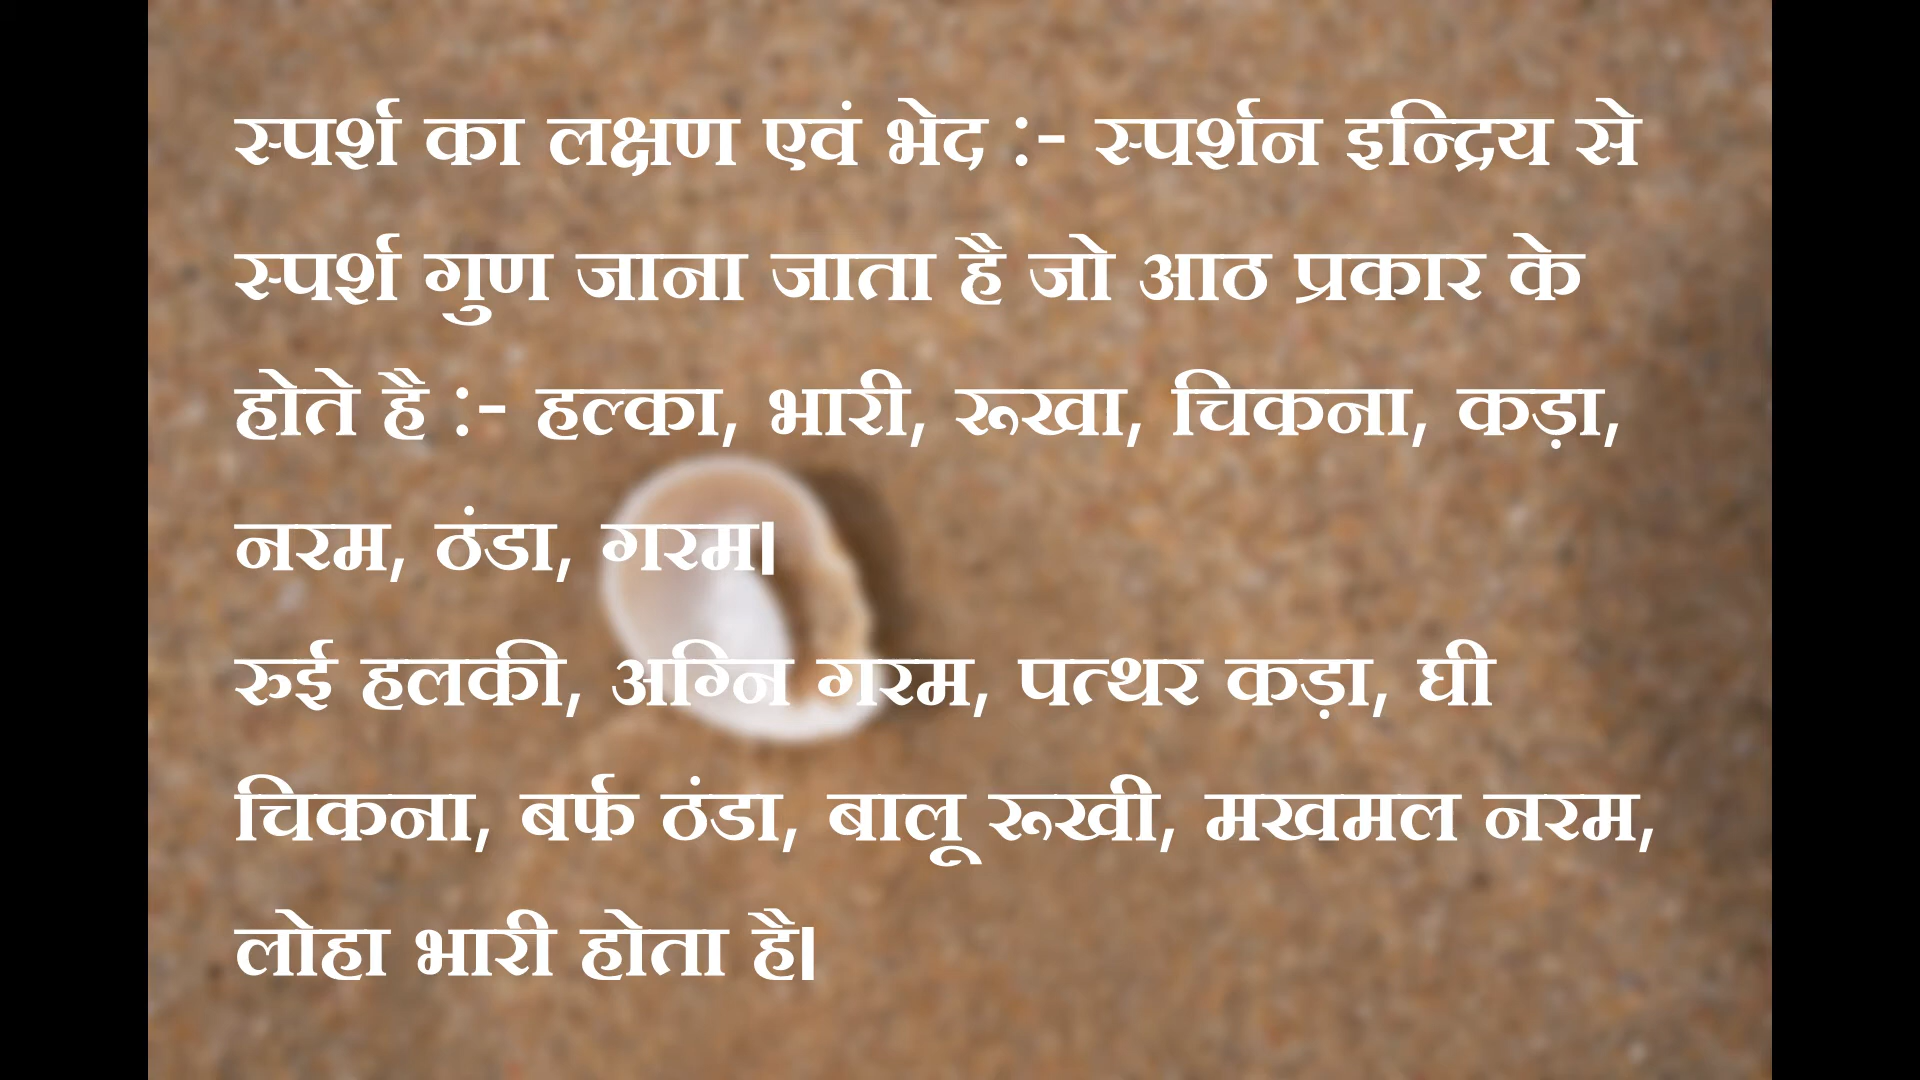 स्पर्श का लक्षण एवं भेद :- स्पर्शन इन्द्रिय से
स्पर्श गुण जाना जाता है जो आठ प्रकार के
होते है :- हल्का, भारी, रूखा, चिकना, कड़ा,
नरम, ठंडा, गरम।
रुई हलकी, अग्नि गरम, पत्थर कड़ा, घी
चिकना, बर्फ ठंडा, बालू रूखी, मखमल नरम,
लोहा भारी होता है।